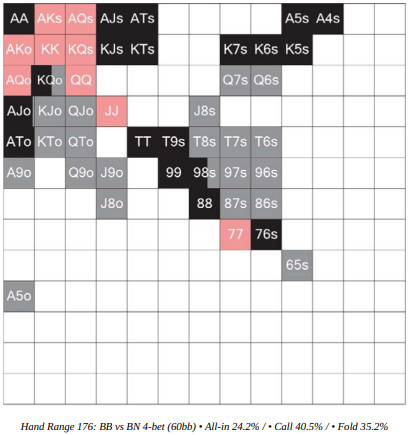 AA AKs AQs AJs ATs A5s A4s
AKo KK KQs KJs KTs K7s K6s K5s
AQo KQo QQ Q7s Q6s
AJo KJo QJo JJ J8s
ATo KTo QTo TT T9s T8s T7s T6s
A9o Q9o J9o 99 98s 97s 96s
J8o 88 87s 86s
77 76s
65s
A5o
Hand Range 176: BB vs BN 4-bet (60bb) • All-in 24.2% / • Call 40.5% / • Fold 35.2%